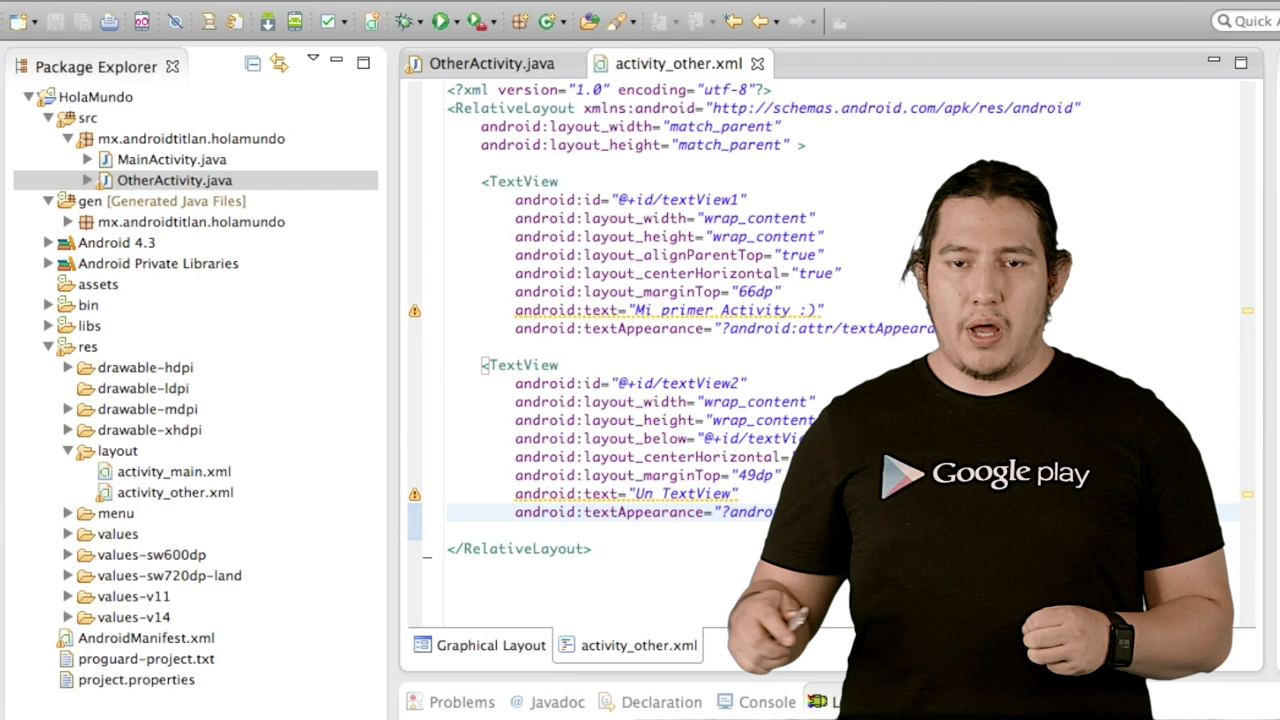 Quick A
Package Explorer
HolaMundo
src
mx.androidtitlan.holamundo
MainActivity.java
OtherActivity.java
gen [Generated Java Files]
mx.androidtitlan.holamundo
Android 4.3
Android Private Libraries
assets
bin
libs
res
drawable-hdpi
drawable-ldpi
drawable-mdpi
drawable-xhdpi
layout
activity_main.xml
activity_other.xml
menu
values
values-sw600dp
values-sw720dp-land
values-v11
values-v14
AndroidManifest.xml
proguard-project.txt
project.properties
OtherActivity.java
activity_other.xml
<?xml version="1.0" encoding="utf-8"?>
<RelativeLayout xmlns:android="http://schemas.android.com/apk/res/android"
android:layout_width="match_parent"
android:layout_height="match_parent" >
<TextView
android:id="@+id/textView1"
android:layout_width="wrap_content"
android:layout_height="wrap_content"
android:layout_alignParentTop="true"
android:layout_centerHorizontal="true"
android:layout_marginTop="66dp"
android:text="Mi primer Activity :)"
android:textAppearance="?android:attr/textAppeara
<TextView
android:id="@+id/textView2"
android:layout_width="wrap_content"
android:layout_height="wrap_content
android:layout_below="@+id/textVi
android:layout_centerHorizontal=
android:layout_marginTop="49dp"
android:text="Un TextView"
android:textAppearance="?andro
</RelativeLayout>
Graphical Layout
activity_other.xml
Problems
@ Javadoc
Declaration
Console
L
Google play